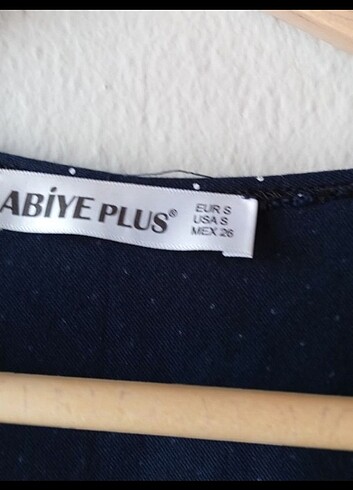 ABİYE PLUS®
EUR S
USA S
MEX 26